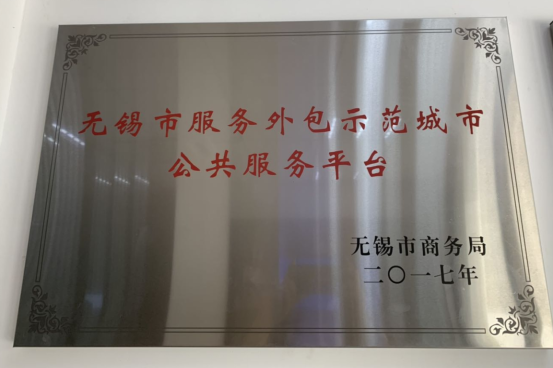 无锡市服务外包示范城市
公共服务平台
无锡市商务局
二〇一七年